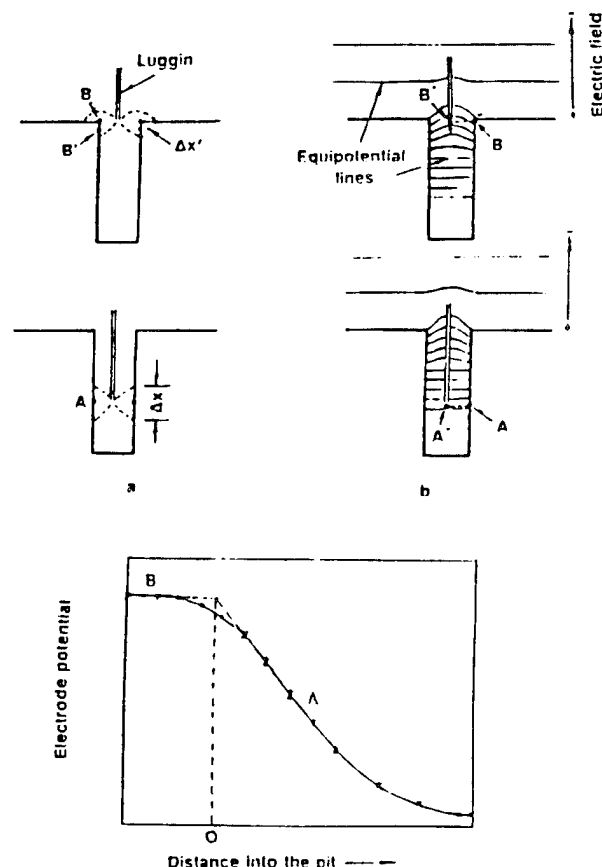 Luggin
B
B'
Δx'
Electric field
B'
B
Equipotential
lines
A
Δx
A'
A
a
b
B
A
Electrode potential
O
Distance into the pit